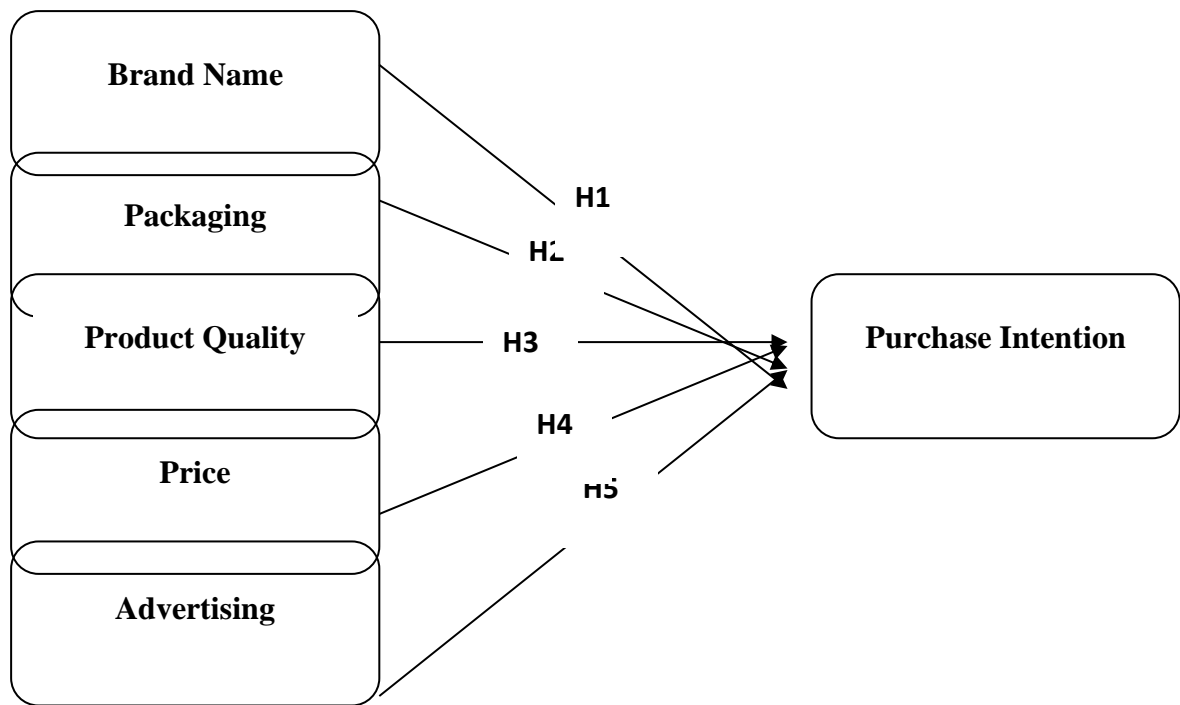 Brand Name
H1
Packaging
H2
Product Quality
H3
Purchase Intention
H4
Price
H5
Advertising